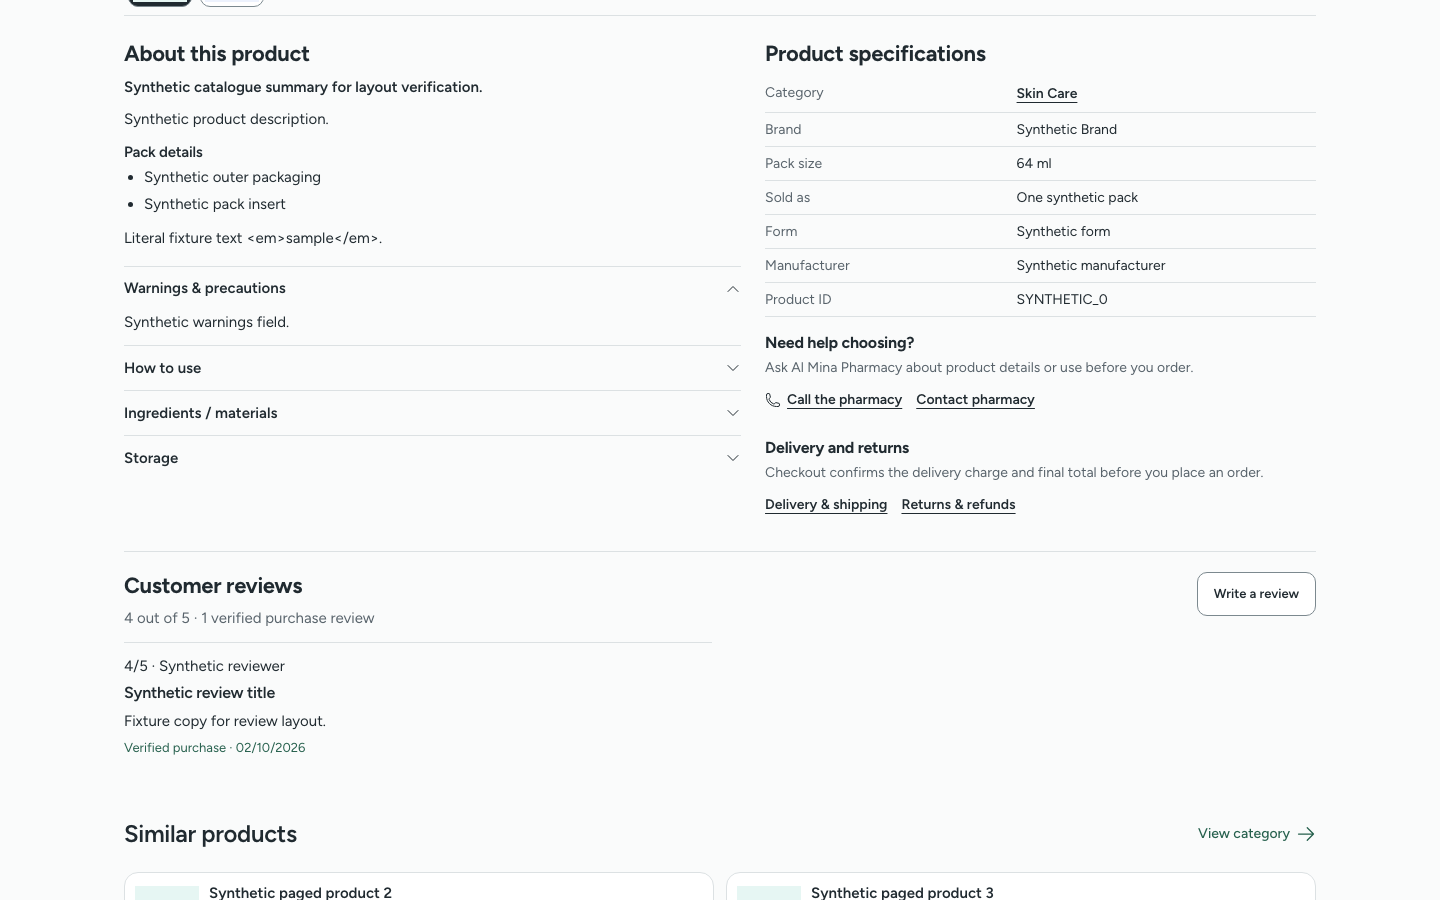 About this product
Synthetic catalogue summary for layout verification.
Synthetic product description.
Pack details
Synthetic outer packaging
Synthetic pack insert
Literal fixture text <em>sample</em>.
Warnings & precautions
Synthetic warnings field.
How to use
Ingredients / materials
Storage
Product specifications
Category Skin Care
Brand Synthetic Brand
Pack size 64 ml
Sold as One synthetic pack
Form Synthetic form
Manufacturer Synthetic manufacturer
Product ID SYNTHETIC_0
Need help choosing?
Ask Al Mina Pharmacy about product details or use before you order.
Call the pharmacy Contact pharmacy
Delivery and returns
Checkout confirms the delivery charge and final total before you place an order.
Delivery & shipping Returns & refunds
Customer reviews
Write a review
4 out of 5 · 1 verified purchase review
4/5 · Synthetic reviewer
Synthetic review title
Fixture copy for review layout.
Verified purchase · 02/10/2026
Similar products
View category
Synthetic paged product 2
Synthetic paged product 3